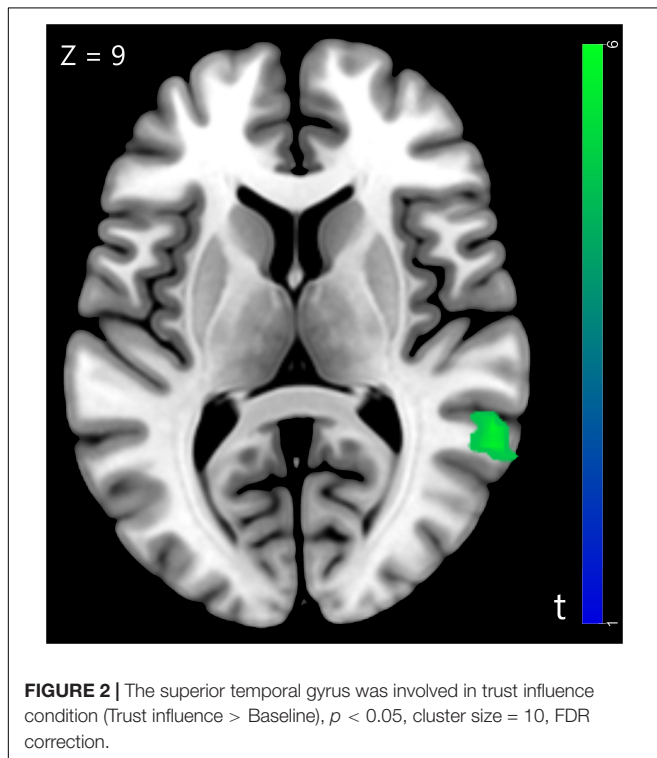 Z = 9
6
t
1
FIGURE 2 | The superior temporal gyrus was involved in trust influence
condition (Trust influence > Baseline), p < 0.05, cluster size = 10, FDR
correction.